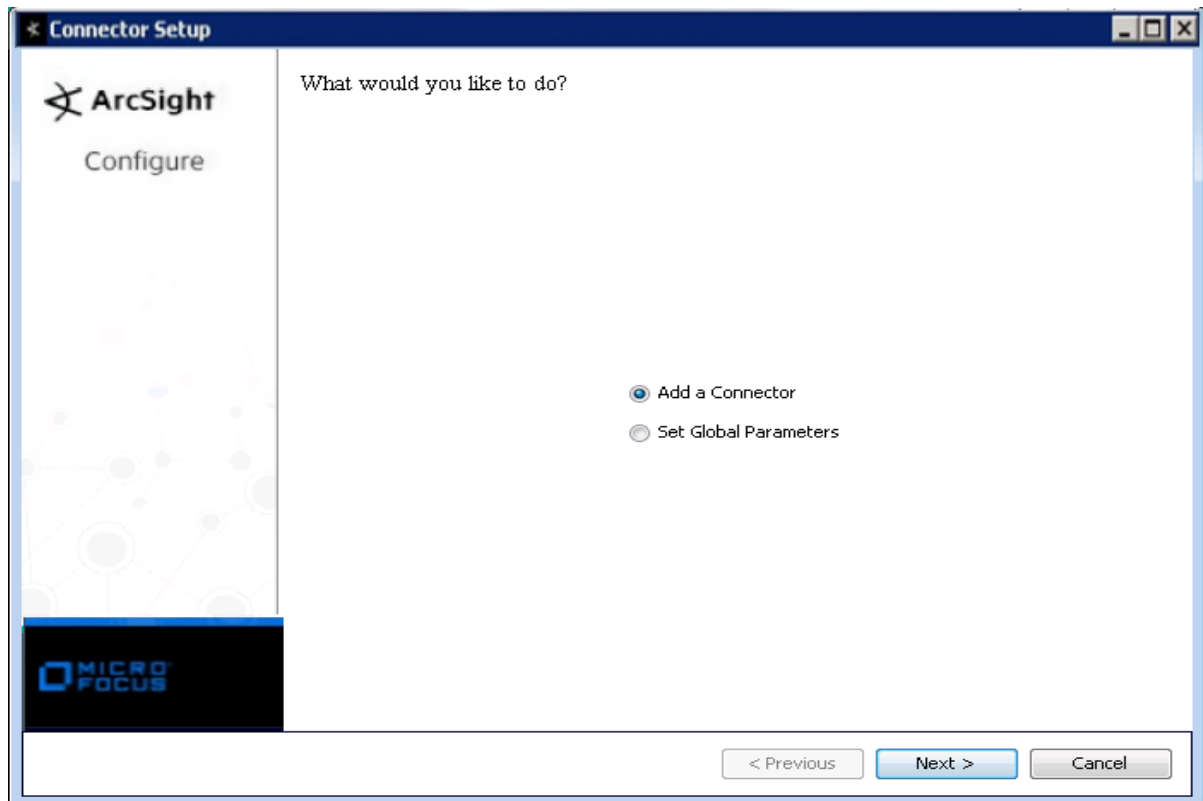 Connector Setup
ArcSight
Configure
What would you like to do?
Add a Connector
Set Global Parameters
MICRO
FOCUS
< Previous
Next >
Cancel